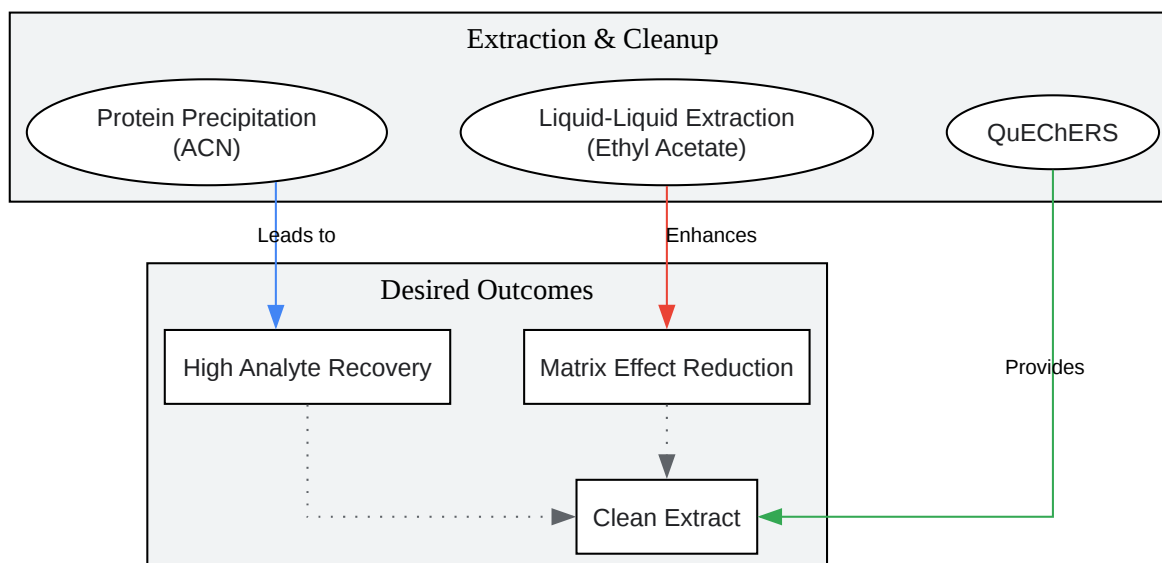 Extraction & Cleanup
Protein Precipitation
(ACN)
Liquid-Liquid Extraction
(Ethyl Acetate)
QuEChERS
Leads to
Enhances
Desired Outcomes
High Analyte Recovery
Matrix Effect Reduction
Provides
Clean Extract